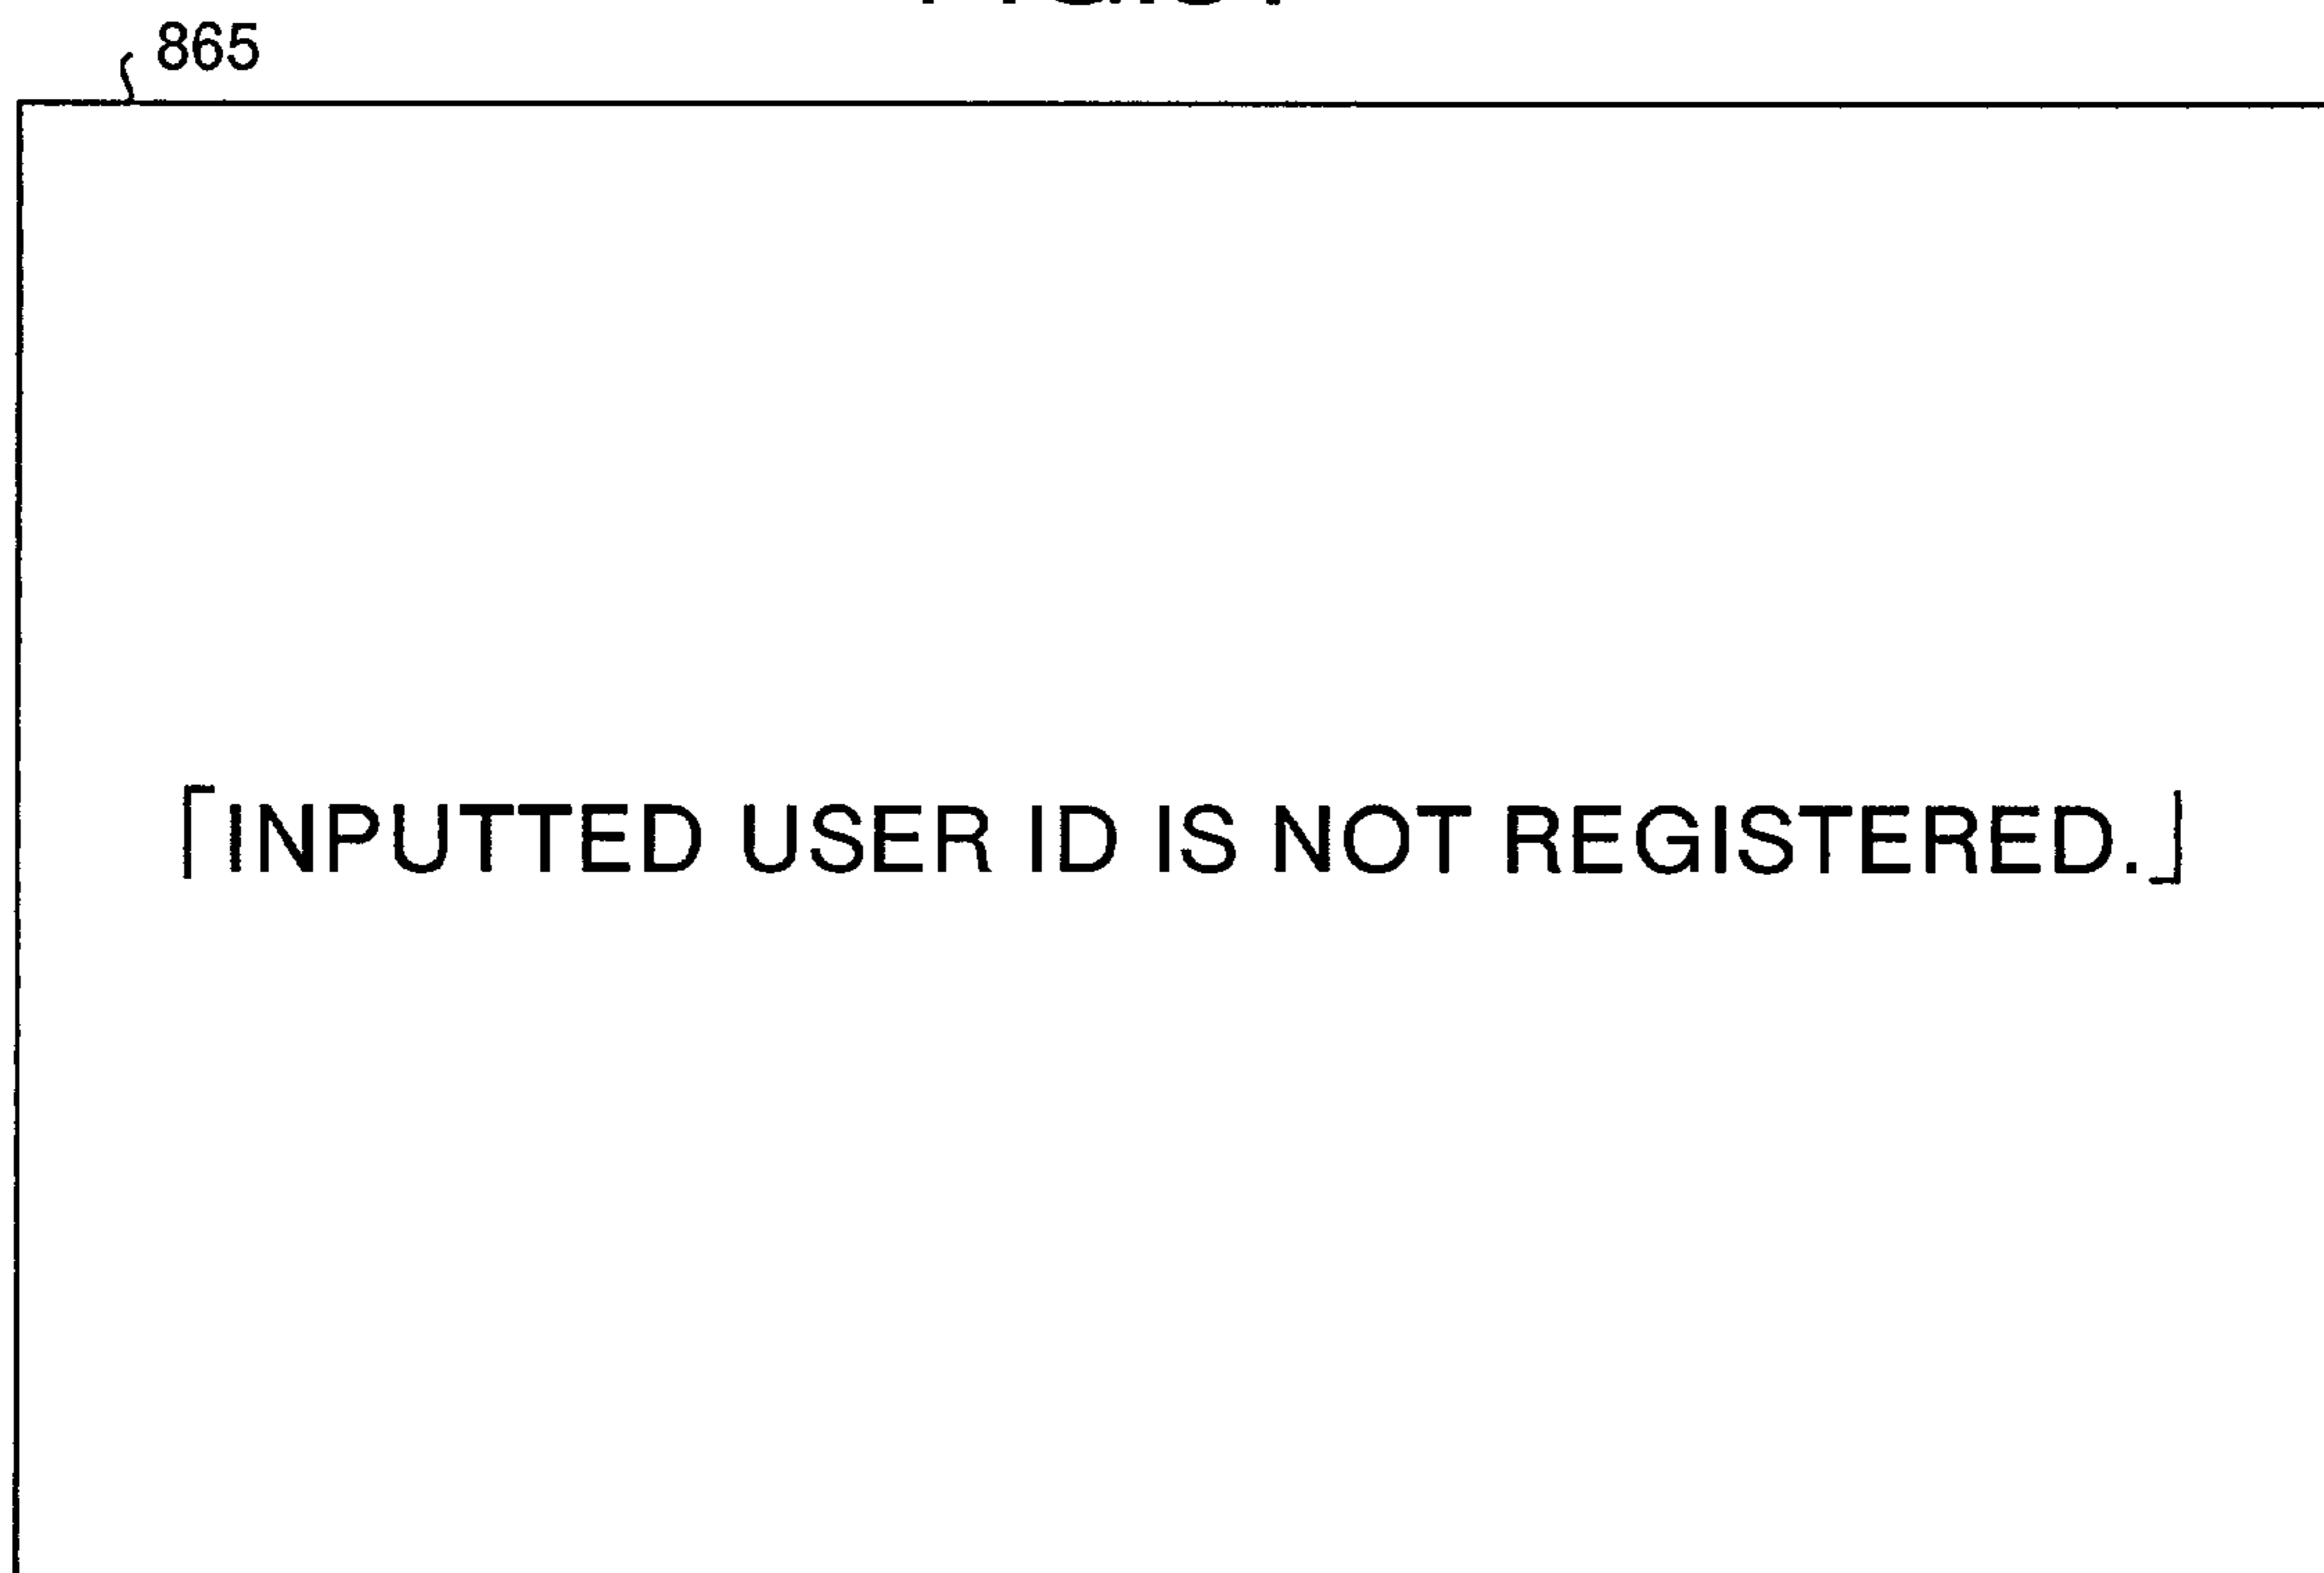 865
「INPUTTED USER ID IS NOT REGISTERED.」